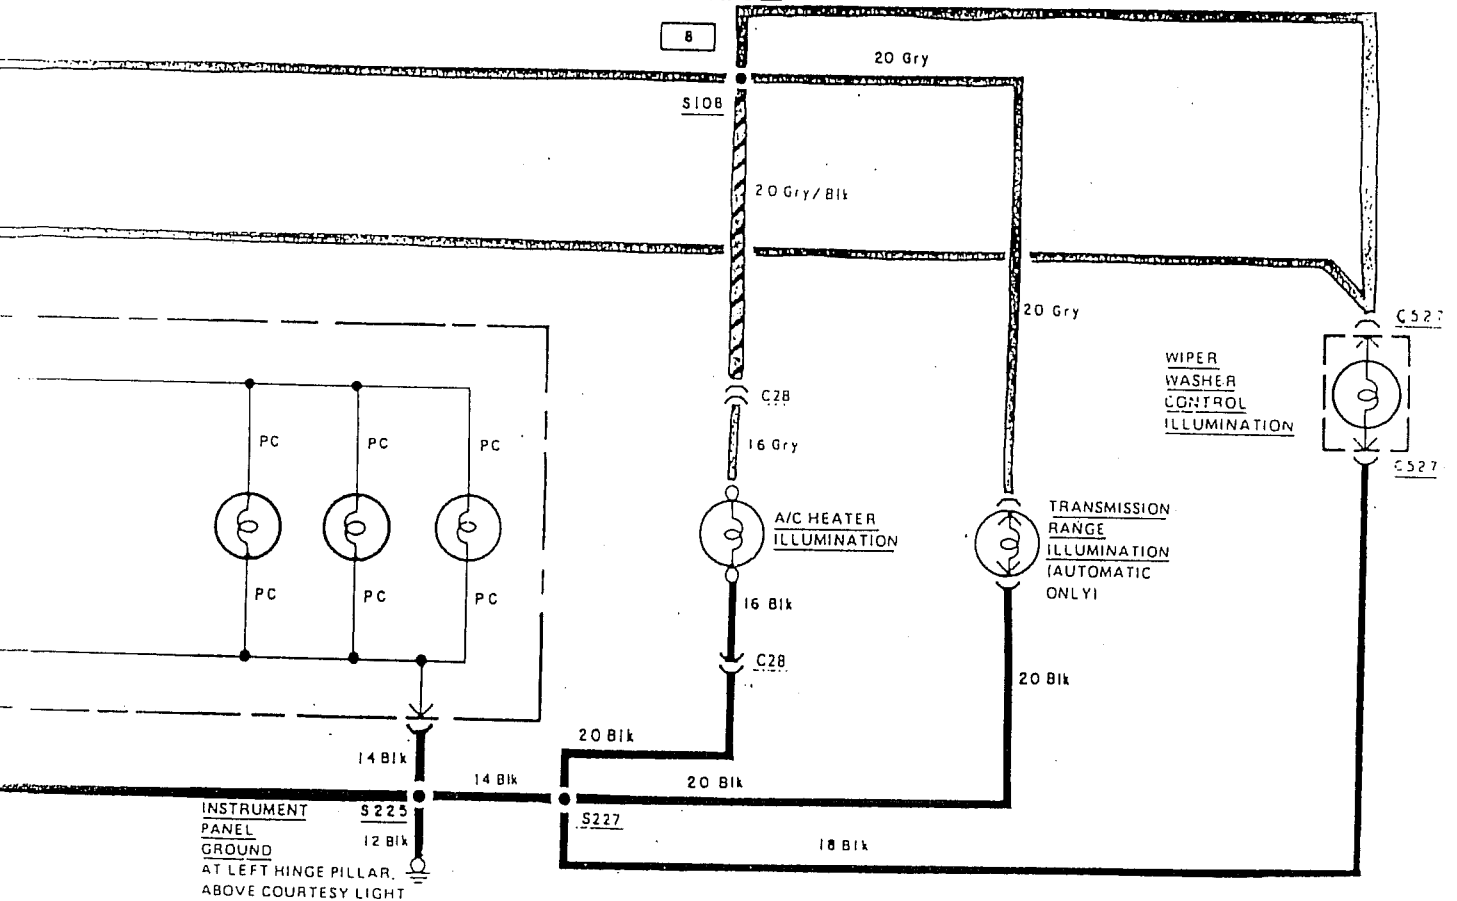 8
20 Gry
S108
20 Gry/Blk
20 Gry
C527
WIPER
WASHER
CONTROL
ILLUMINATION
C28
PC
PC
PC
16 Gry
C527
A/C HEATER
ILLUMINATION
TRANSMISSION
RANGE
ILLUMINATION
(AUTOMATIC
ONLY)
PC
PC
PC
16 Blk
C28
20 Blk
20 Blk
14 Blk
14 Blk
20 Blk
INSTRUMENT
PANEL
GROUND
AT LEFT HINGE PILLAR,
ABOVE COURTESY LIGHT
S225
12 Blk
S227
18 Blk